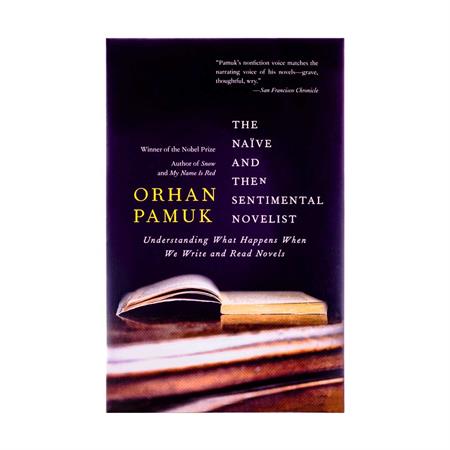 "Pamuk's nonfiction voice matches the
narrating voice of his novels—grave,
thoughtful, wry."
—San Francisco Chronicle
THE
NAÏVE
AND
THEN
SENTIMENTAL
NOVELIST
Winner of the Nobel Prize
Author of Snow
and My Name Is Red
ORHAN
PAMUK
Understanding What Happens When
We Write and Read Novels